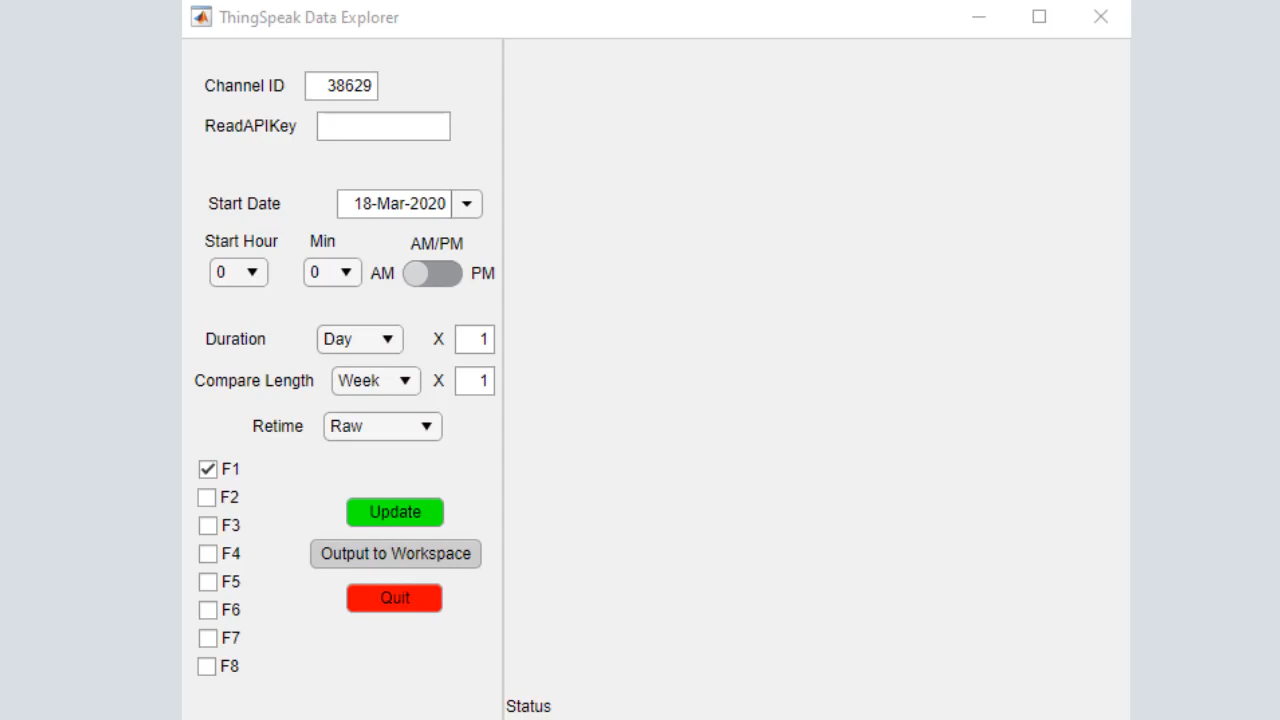 ThingSpeak Data Explorer
Channel ID 38629
ReadAPIKey
Start Date 18-Mar-2020
Start Hour Min AM/PM
0 0 AM PM
Duration Day X 1
Compare Length Week X 1
Retime Raw
F1
F2
Update
F3
F4 Output to Workspace
F5
Quit
F6
F7
F8
Status